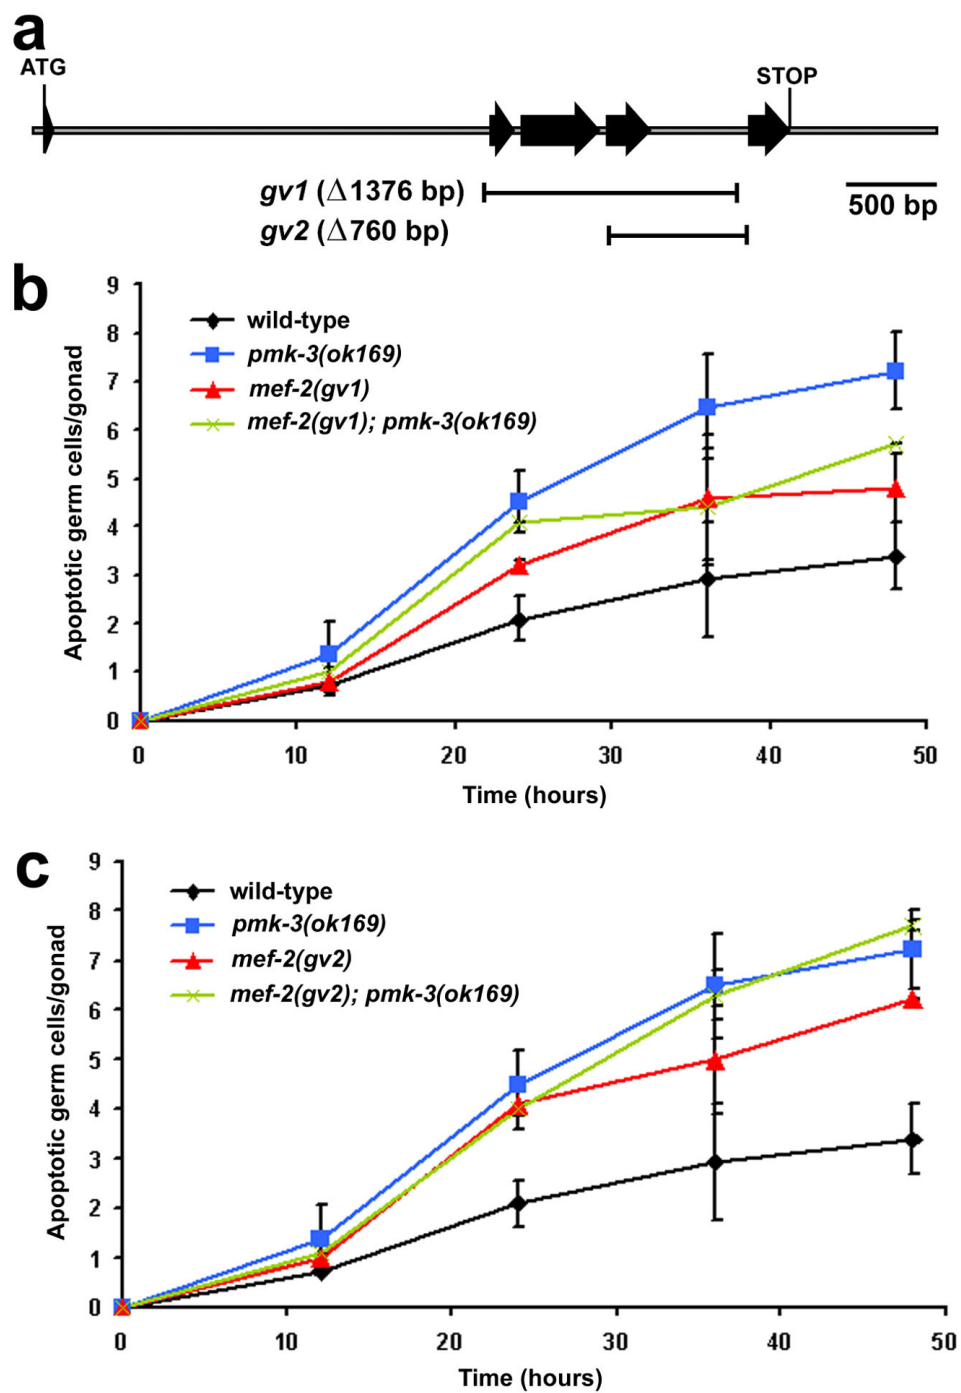 a
ATG
STOP
gv1 (Δ1376 bp)
500 bp
gv2 (Δ760 bp)
b
9
8
7
6
5
4
3
2
1
0
Apoptotic germ cells/gonad
wild-type
pmk-3(ok169)
mef-2(gv1)
mef-2(gv1); pmk-3(ok169)
0 10 20 30 40 50
Time (hours)
c
9
8
7
6
5
4
3
2
1
0
Apoptotic germ cells/gonad
wild-type
pmk-3(ok169)
mef-2(gv2)
mef-2(gv2); pmk-3(ok169)
0 10 20 30 40 50
Time (hours)